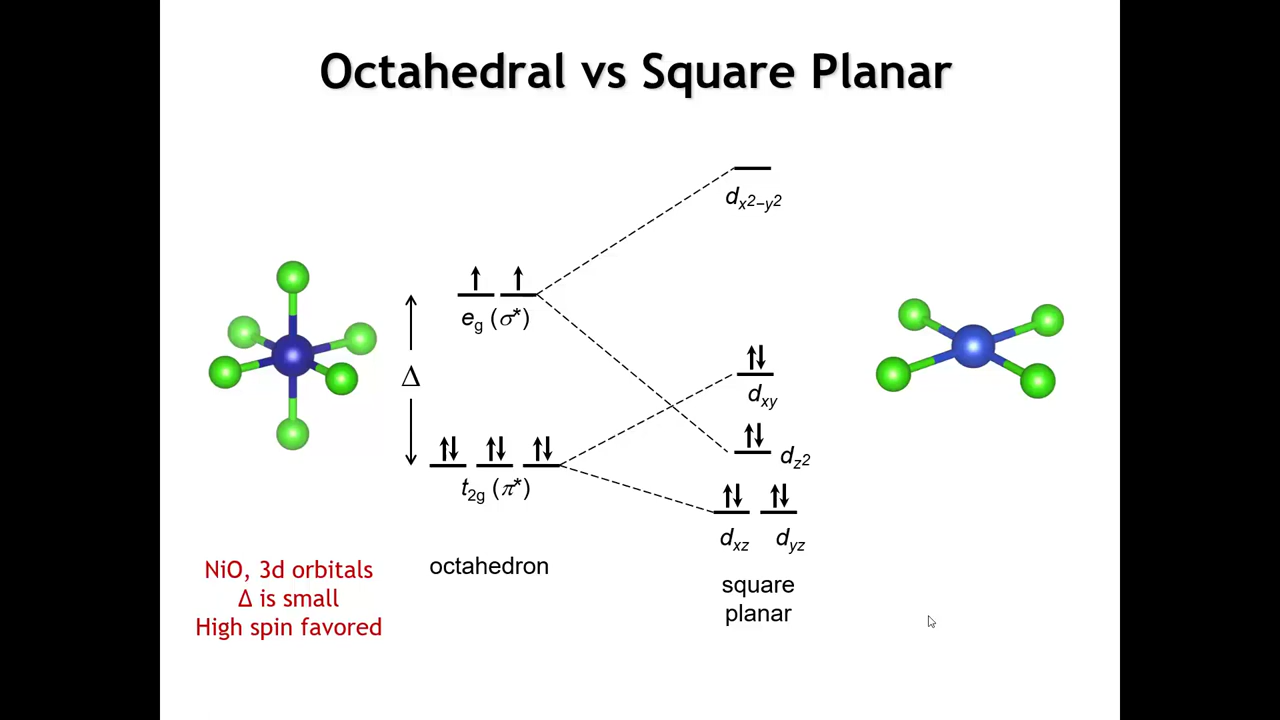 Octahedral vs Square Planar
dx²−y²
eg (σ*)
Δ
dxy
dz²
t2g (π*)
dxz dyz
octahedron
square
planar
NiO, 3d orbitals
Δ is small
High spin favored